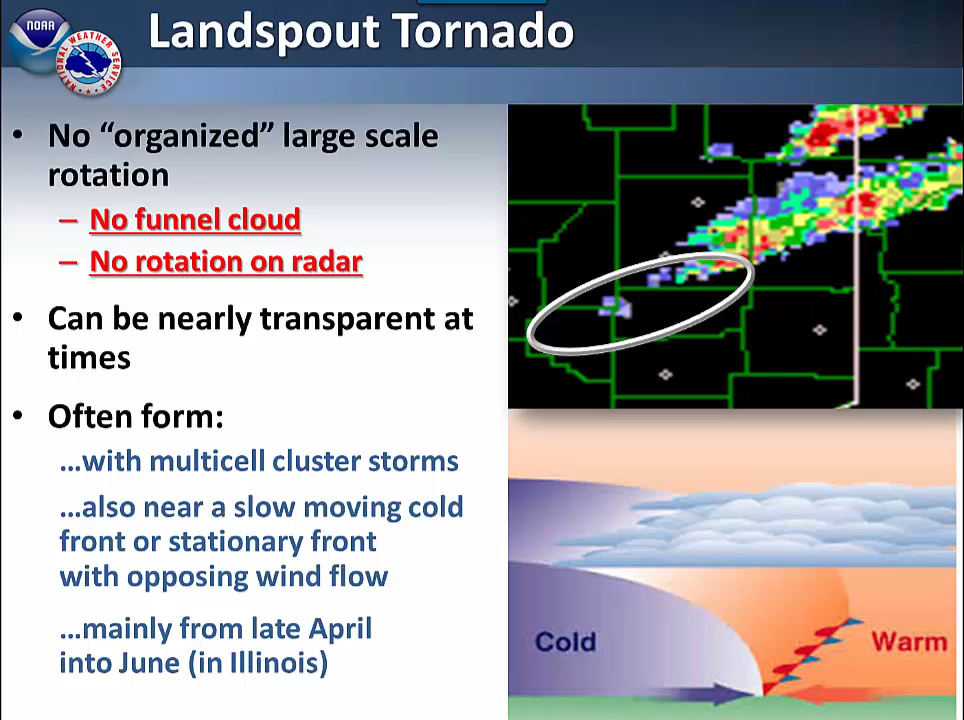 NOAA
NATIONAL WEATHER SERVICE
Landspout Tornado
• No “organized” large scale
rotation
– No funnel cloud
– No rotation on radar
• Can be nearly transparent at
times
• Often form:
…with multicell cluster storms
…also near a slow moving cold
front or stationary front
with opposing wind flow
…mainly from late April
into June (in Illinois)
Cold
Warm